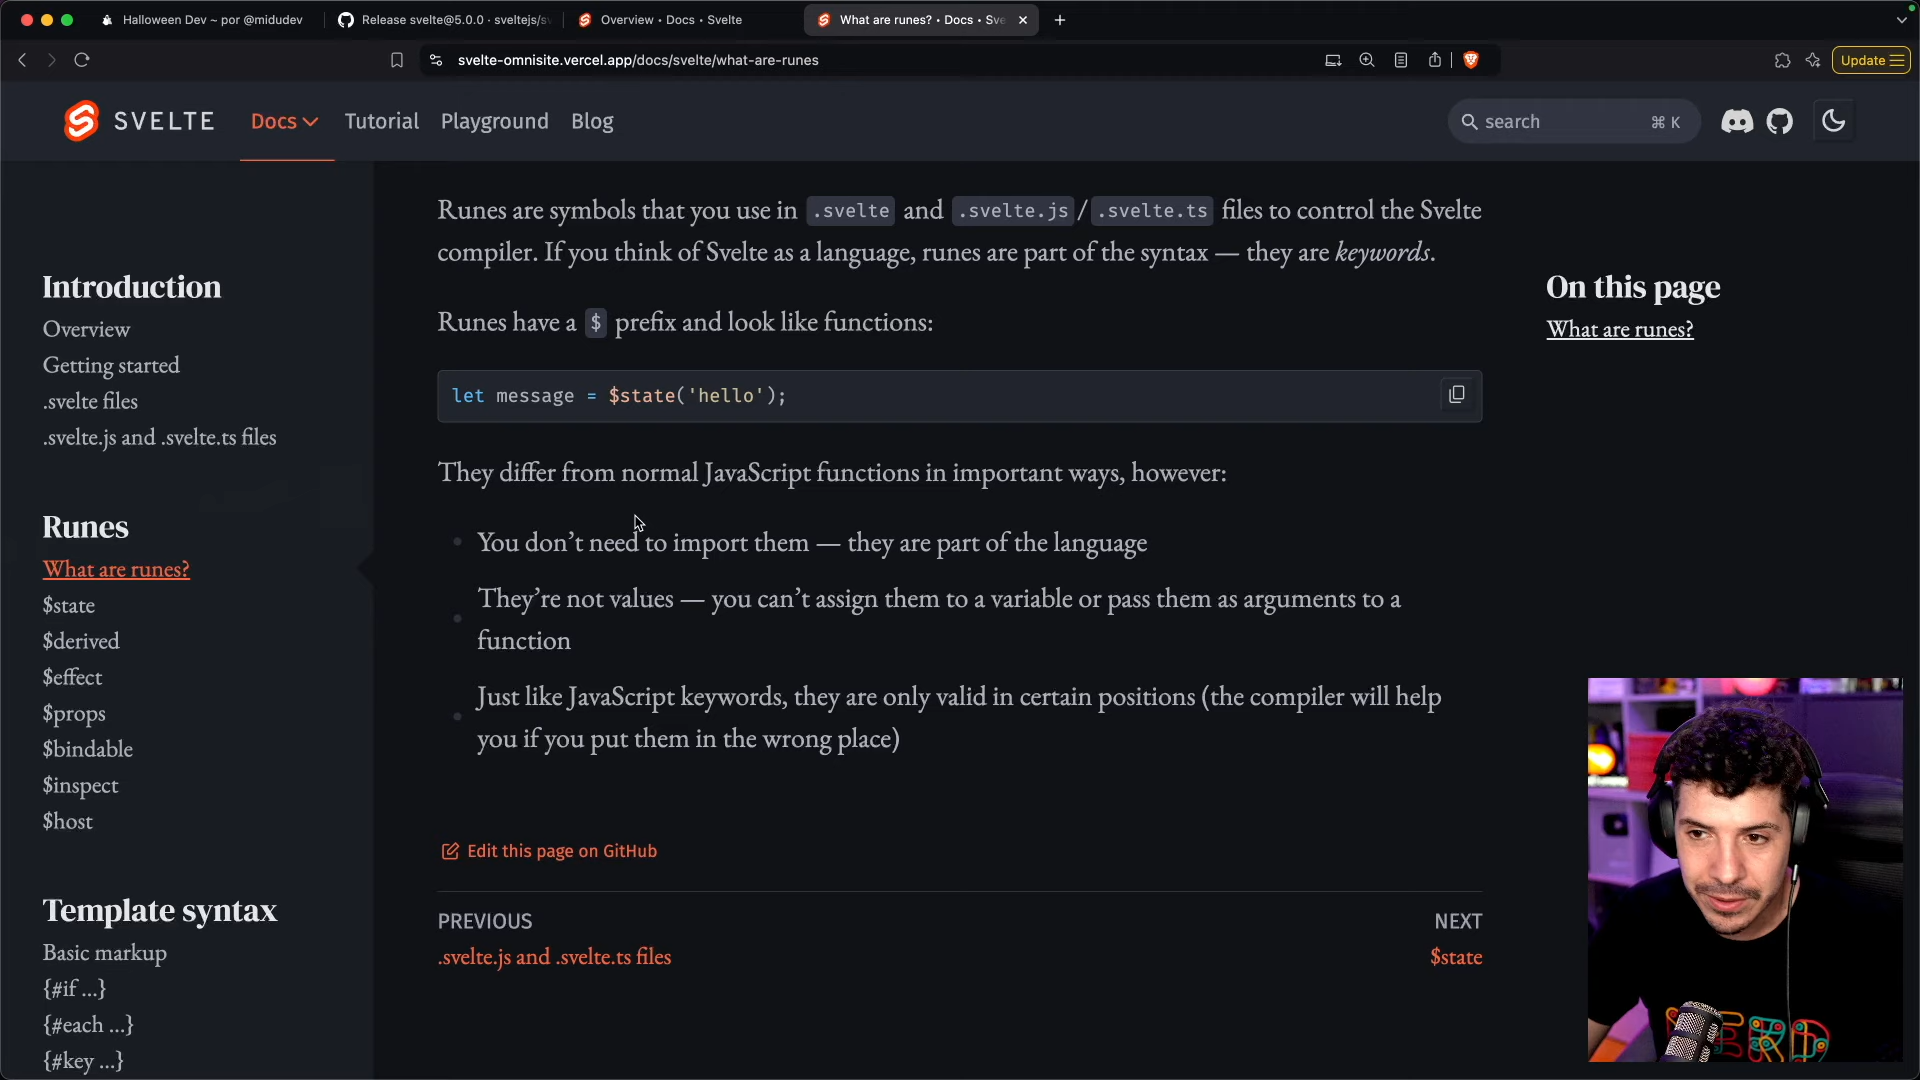 Halloween Dev ~ por @midudev
Release svelte@5.0.0 · sveltejs/sv
Overview • Docs • Svelte
What are runes? • Docs • Sve
svelte-omnisite.vercel.app/docs/svelte/what-are-runes
Update
SVELTE
Docs
Tutorial
Playground
Blog
search
⌘ K
Introduction
Overview
Getting started
.svelte files
.svelte.js and .svelte.ts files
Runes
What are runes?
$state
$derived
$effect
$props
$bindable
$inspect
$host
Template syntax
Basic markup
{#if ...}
{#each ...}
{#key ...}
Runes are symbols that you use in .svelte and .svelte.js / .svelte.ts files to control the Svelte
compiler. If you think of Svelte as a language, runes are part of the syntax — they are keywords.
Runes have a $ prefix and look like functions:
let message = $state('hello');
They differ from normal JavaScript functions in important ways, however:
You don’t need to import them — they are part of the language
They’re not values — you can’t assign them to a variable or pass them as arguments to a
function
Just like JavaScript keywords, they are only valid in certain positions (the compiler will help
you if you put them in the wrong place)
Edit this page on GitHub
PREVIOUS
.svelte.js and .svelte.ts files
NEXT
$state
On this page
What are runes?